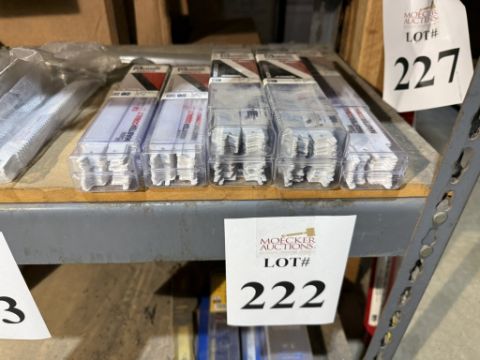 MOECKER
AUCTIONS
LOT#
227
MOECKER
AUCTIONS
LOT#
222
3